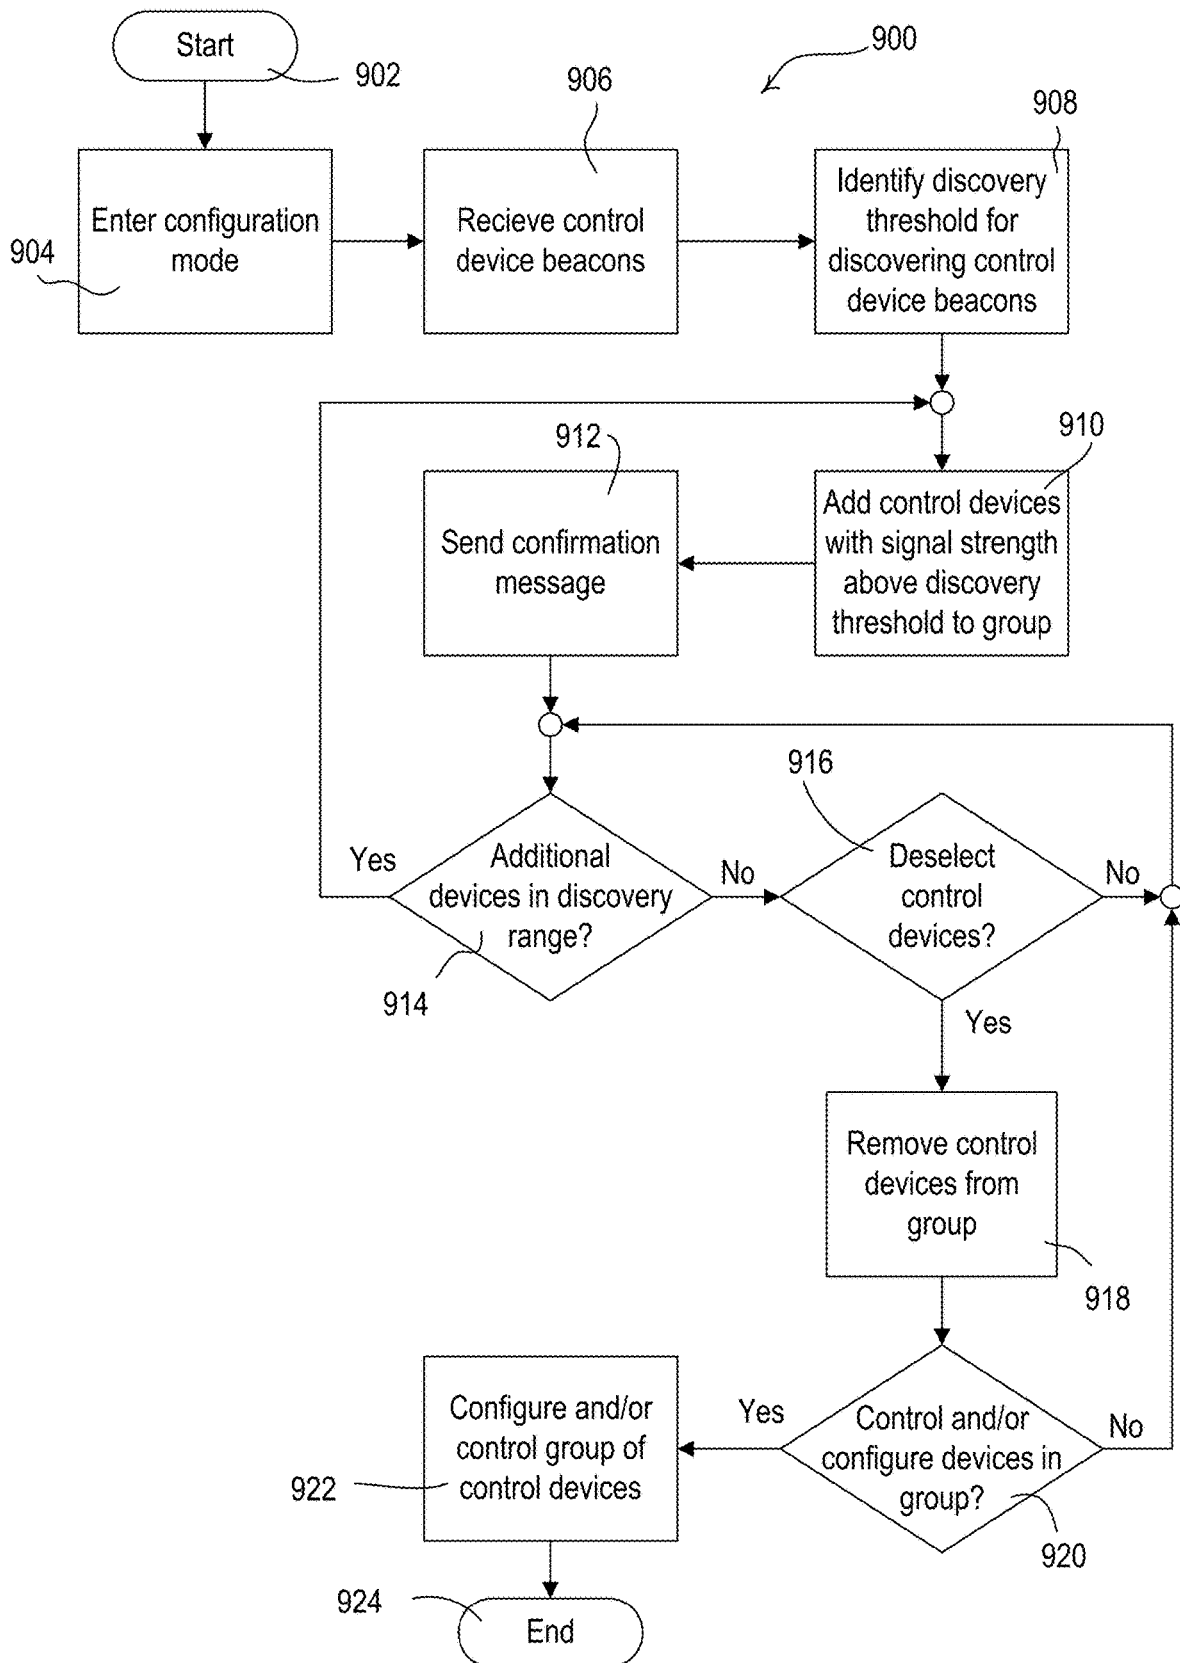 Start
902
900
906
908
Enter configuration
mode
904
Recieve control
device beacons
Identify discovery
threshold for
discovering control
device beacons
912
910
Send confirmation
message
Add control devices
with signal strength
above discovery
threshold to group
916
Yes
Additional
devices in discovery
range?
No
914
Deselect
control
devices?
No
Yes
Remove control
devices from
group
918
Configure and/or
control group of
control devices
922
Yes
Control and/or
configure devices in
group?
No
920
924
End